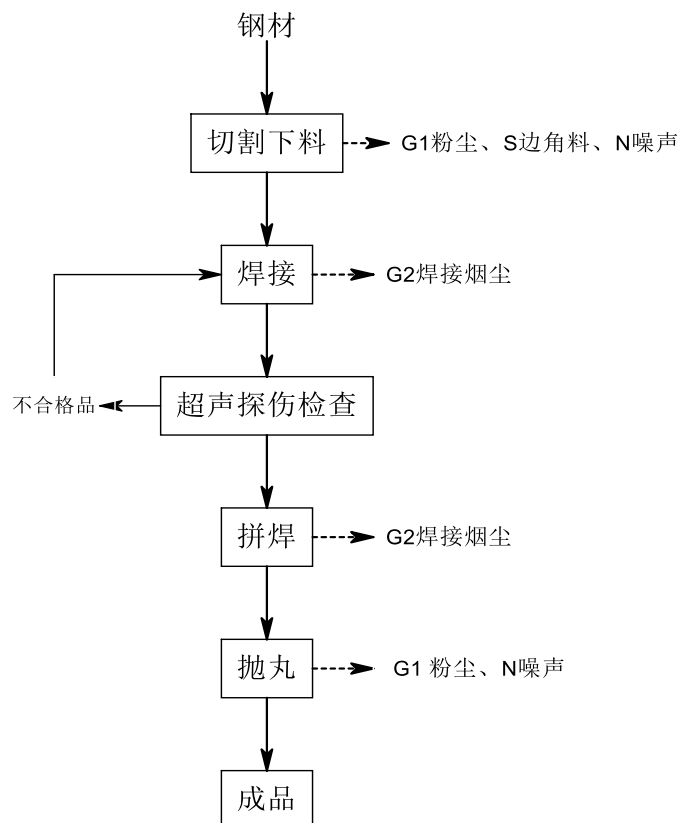 钢材
切割下料
G1粉尘、S边角料、N噪声
焊接
G2焊接烟尘
超声探伤检查
不合格品
拼焊
G2焊接烟尘
抛丸
G1 粉尘、N噪声
成品